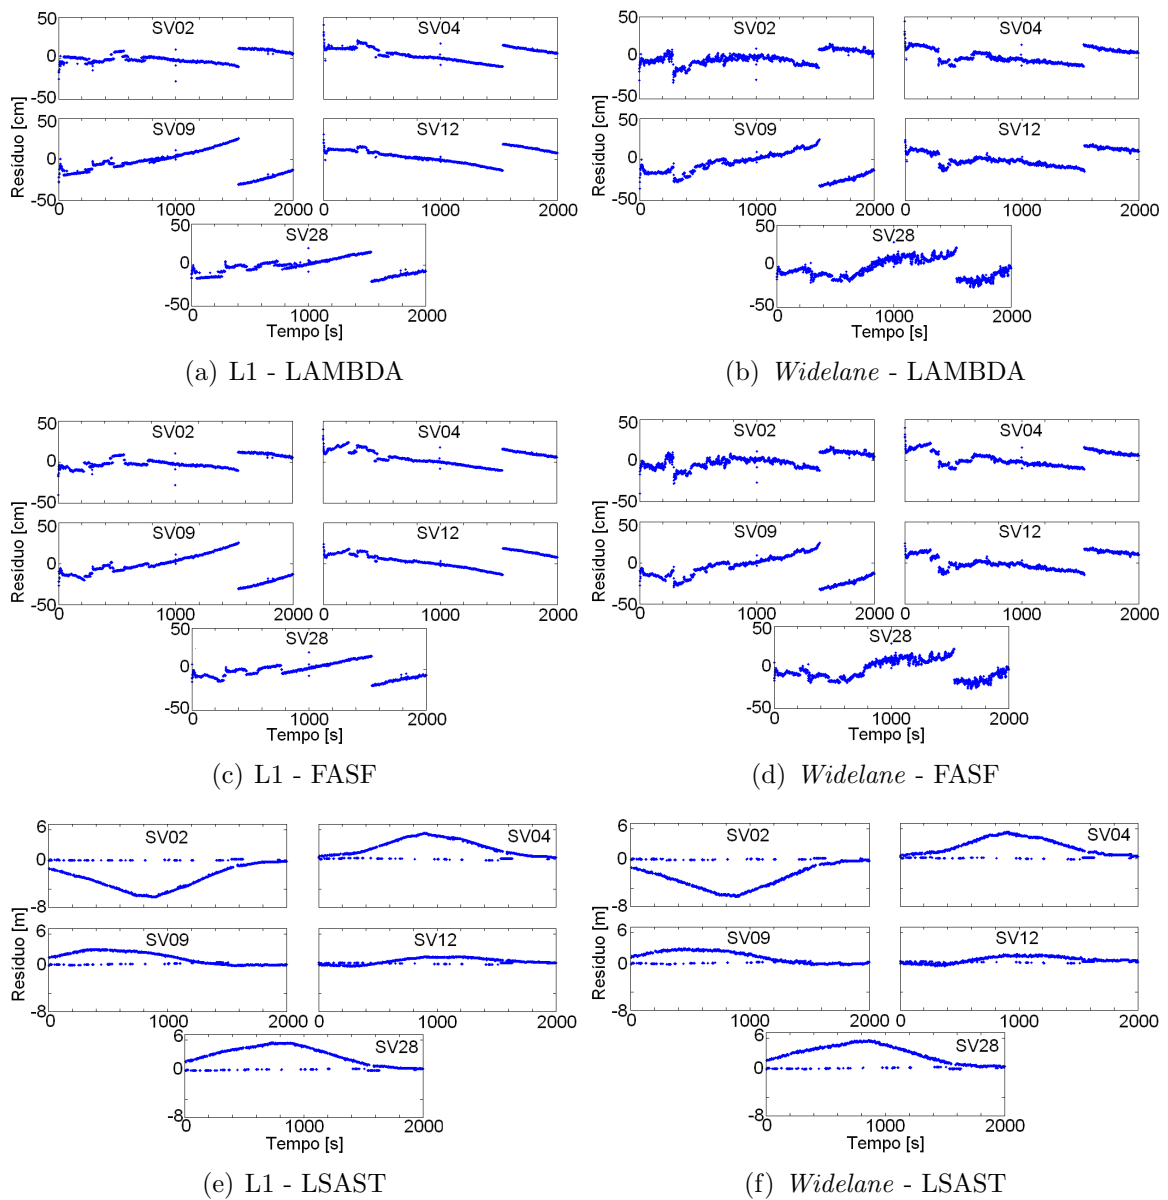 50
0
-50
SV02
SV04
Resíduo [cm]
50
0
-50
SV09
SV12
0
1000
2000
0
1000
2000
50
0
-50
SV28
0
1000
2000
Tempo [s]
(a) L1 - LAMBDA
50
0
-50
SV02
SV04
Resíduo [cm]
50
0
-50
SV09
SV12
0
1000
2000
0
1000
2000
50
0
-50
SV28
0
1000
2000
Tempo [s]
(b) Widelane - LAMBDA
50
0
-50
SV02
SV04
Resíduo [cm]
50
0
-50
SV09
SV12
0
1000
2000
0
1000
2000
50
0
-50
SV28
0
1000
2000
Tempo [s]
(c) L1 - FASF
50
0
-50
SV02
SV04
Resíduo [cm]
50
0
-50
SV09
SV12
0
1000
2000
0
1000
2000
50
0
-50
SV28
0
1000
2000
Tempo [s]
(d) Widelane - FASF
6
0
-8
SV02
SV04
Resíduo [m]
6
0
-8
SV09
SV12
0
1000
2000
0
1000
2000
6
0
-8
SV28
0
1000
2000
Tempo [s]
(e) L1 - LSAST
6
0
-8
SV02
SV04
Resíduo [m]
6
0
-8
SV09
SV12
0
1000
2000
0
1000
2000
6
0
-8
SV28
0
1000
2000
Tempo [s]
(f) Widelane - LSAST